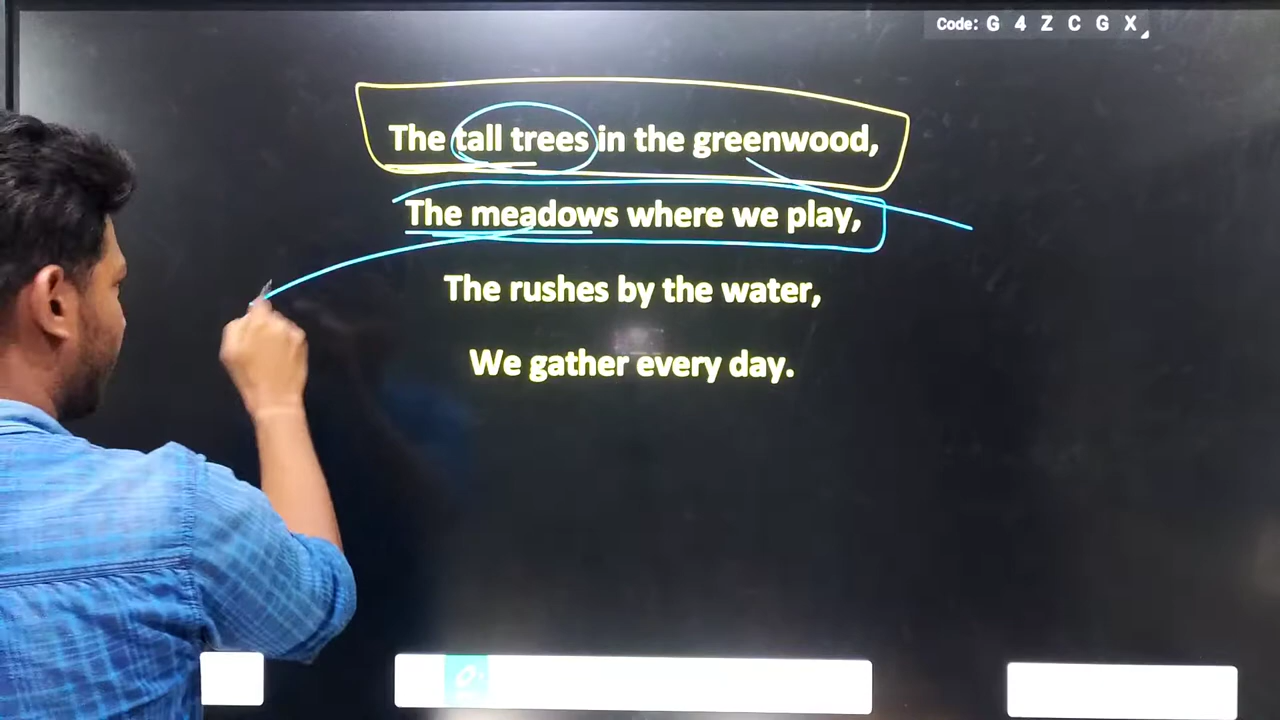 Code: G 4 Z C G X
The tall trees in the greenwood,
The meadows where we play,
The rushes by the water,
We gather every day.